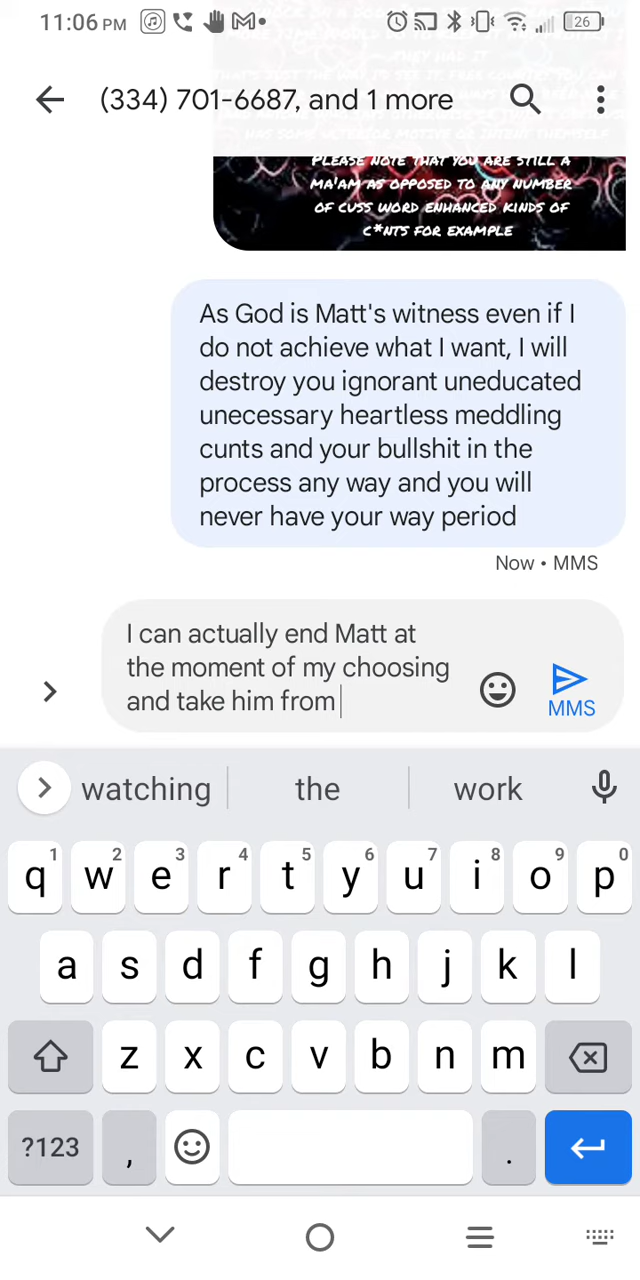 11:06 PM
26
(334) 701-6687, and 1 more
PLEASE NOTE THAT YOU ARE STILL A
MA'AM AS OPPOSED TO ANY NUMBER
OF CUSS WORD ENHANCED KINDS OF
C*NTS FOR EXAMPLE
As God is Matt's witness even if I
do not achieve what I want, I will
destroy you ignorant uneducated
unecessary heartless meddling
cunts and your bullshit in the
process any way and you will
never have your way period
Now • MMS
I can actually end Matt at
the moment of my choosing
and take him from
MMS
watching the work
1 2 3 4 5 6 7 8 9 0
q w e r t y u i o p
a s d f g h j k l
z x c v b n m
?123 , .